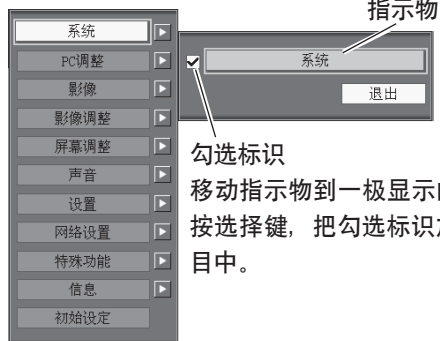 指示物
系统
PC调整
影像
影像调整
屏幕调整
声音
设置
网络设置
特殊功能
信息
初始设定
系统
退出
勾选标识
移动指示物到一极显示
按选择键，把勾选标识
目中。